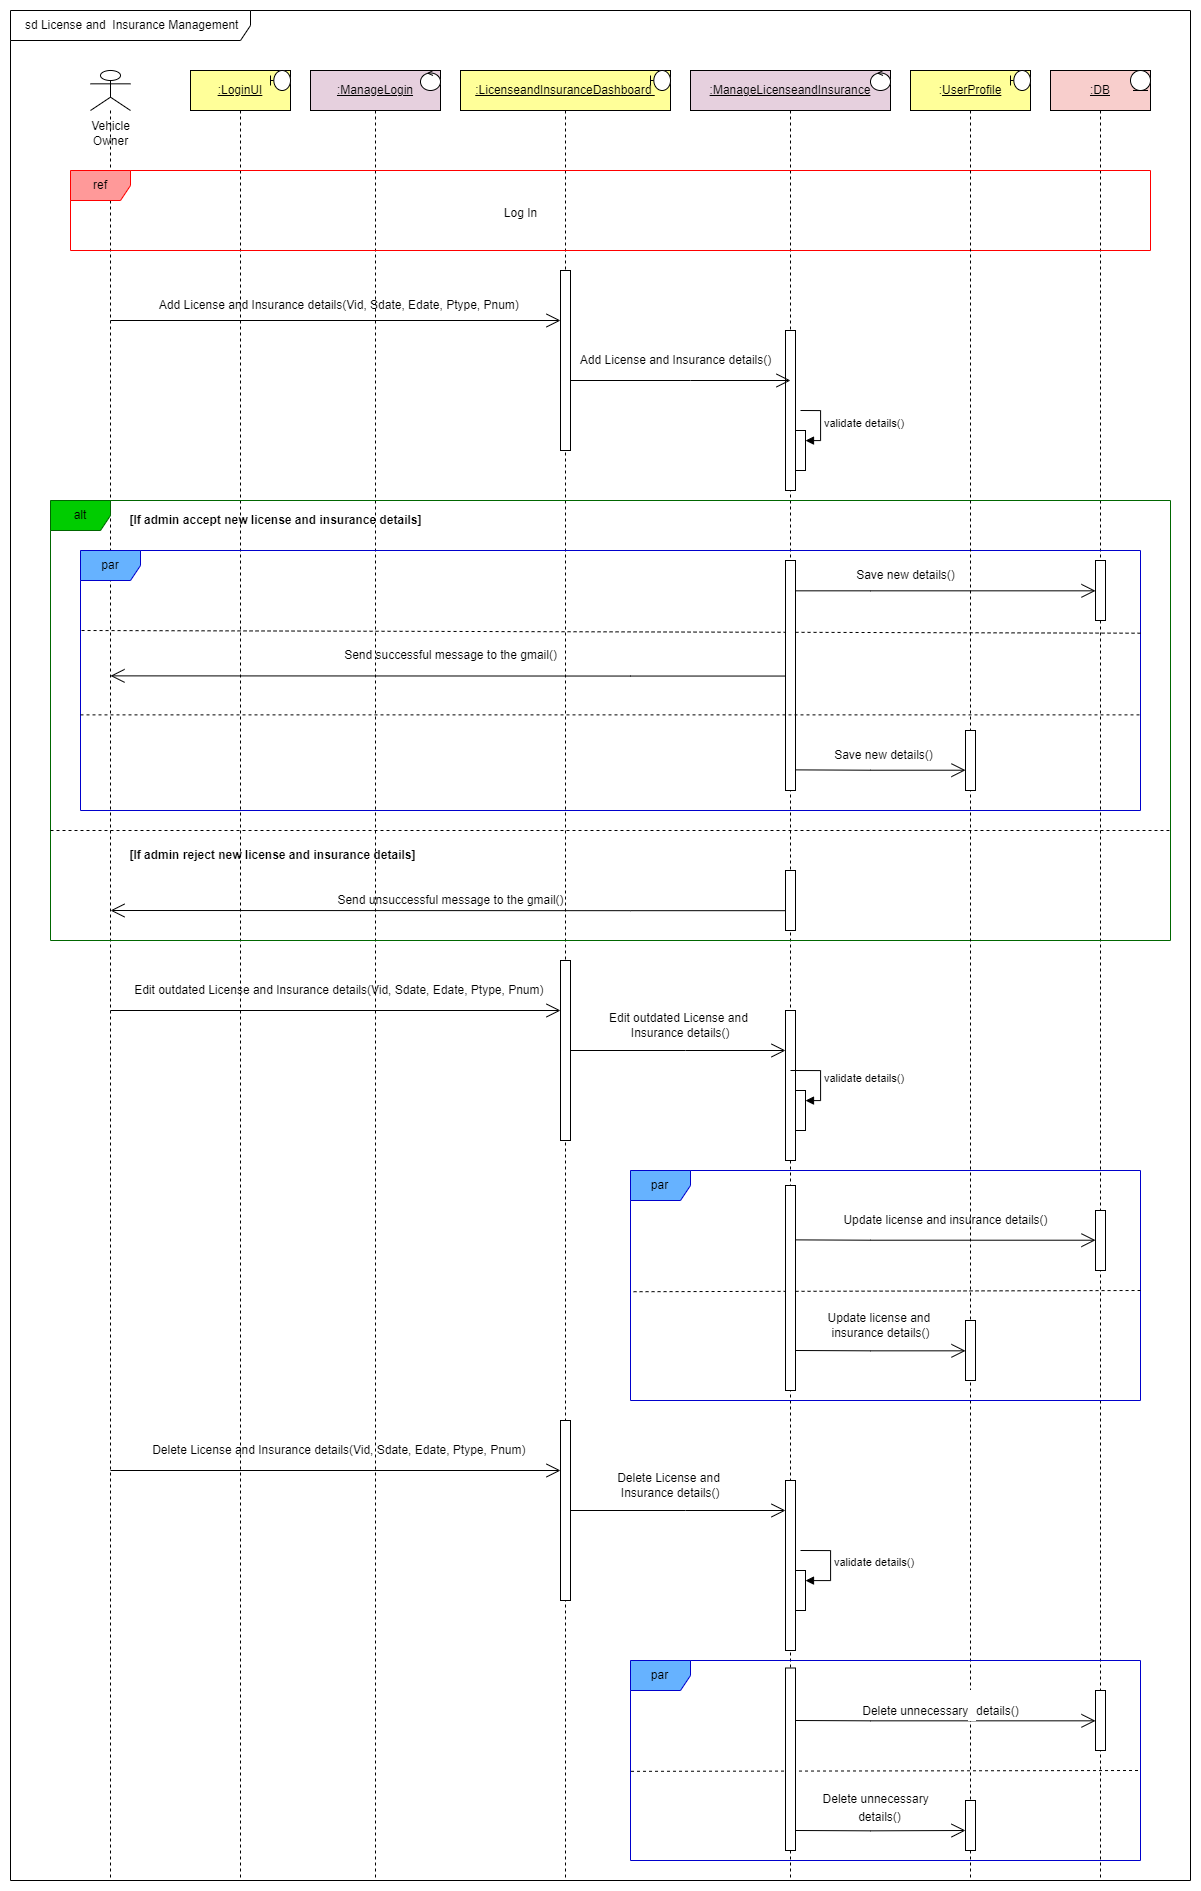 sd License and  Insurance Management
Vehicle
Owner
:LoginUI
:ManageLogin
:LicenseandInsuranceDashboard
:ManageLicenseandInsurance
:UserProfile
:DB
ref
Log In
Add License and Insurance details(Vid, Sdate, Edate, Ptype, Pnum)
Add License and Insurance details()
validate details()
alt
[If admin accept new license and insurance details]
par
Save new details()
Send successful message to the gmail()
Save new details()
[If admin reject new license and insurance details]
Send unsuccessful message to the gmail()
Edit outdated License and Insurance details(Vid, Sdate, Edate, Ptype, Pnum)
Edit outdated License and
Insurance details()
validate details()
par
Update license and insurance details()
Update license and
insurance details()
Delete License and Insurance details(Vid, Sdate, Edate, Ptype, Pnum)
Delete License and
Insurance details()
validate details()
par
Delete unnecessary  details()
Delete unnecessary
details()